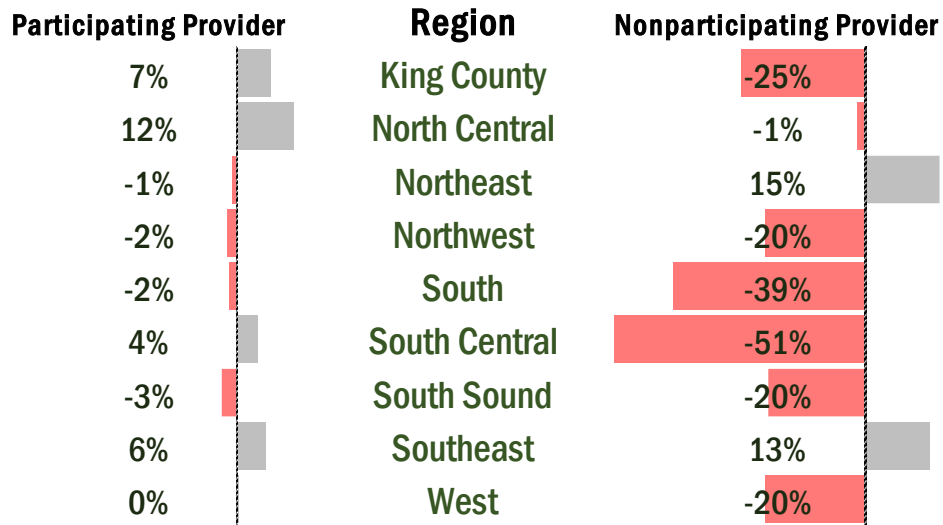 Participating Provider Region Nonparticipating Provider
7% King County -25%
12% North Central -1%
-1% Northeast 15%
-2% Northwest -20%
-2% South -39%
4% South Central -51%
-3% South Sound -20%
6% Southeast 13%
0% West -20%